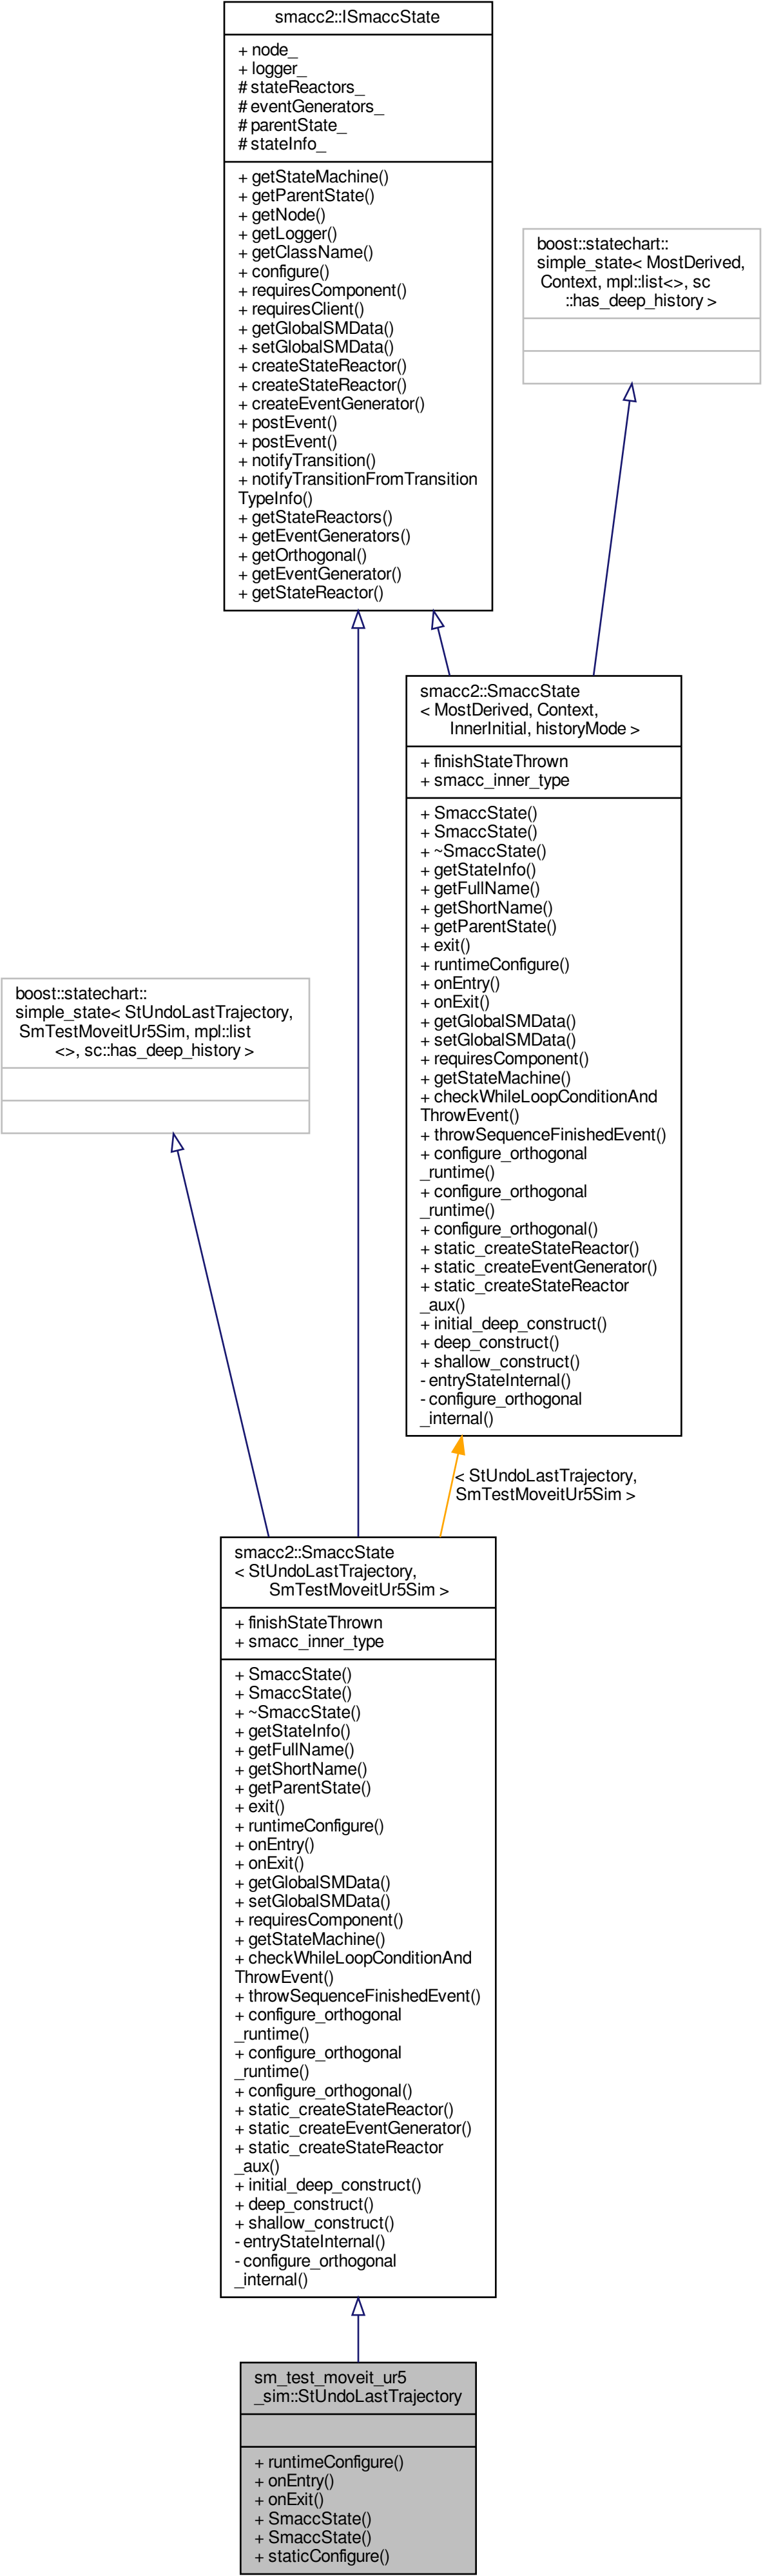 smacc2::ISmaccState
+ node_
+ logger_
# stateReactors_
# eventGenerators_
# parentState_
# stateInfo_
+ getStateMachine()
+ getParentState()
+ getNode()
+ getLogger()
+ getClassName()
+ configure()
+ requiresComponent()
+ requiresClient()
+ getGlobalSMData()
+ setGlobalSMData()
+ createStateReactor()
+ createStateReactor()
+ createEventGenerator()
+ postEvent()
+ postEvent()
+ notifyTransition()
+ notifyTransitionFromTransition
TypeInfo()
+ getStateReactors()
+ getEventGenerators()
+ getOrthogonal()
+ getEventGenerator()
+ getStateReactor()
boost::statechart::
simple_state< MostDerived,
Context, mpl::list<>, sc
::has_deep_history >
smacc2::SmaccState
< MostDerived, Context,
InnerInitial, historyMode >
+ finishStateThrown
+ smacc_inner_type
+ SmaccState()
+ SmaccState()
+ ~SmaccState()
+ getStateInfo()
+ getFullName()
+ getShortName()
+ getParentState()
+ exit()
+ runtimeConfigure()
+ onEntry()
+ onExit()
+ getGlobalSMData()
+ setGlobalSMData()
+ requiresComponent()
+ getStateMachine()
+ checkWhileLoopConditionAnd
ThrowEvent()
+ throwSequenceFinishedEvent()
+ configure_orthogonal
_runtime()
+ configure_orthogonal
_runtime()
+ configure_orthogonal()
+ static_createStateReactor()
+ static_createEventGenerator()
+ static_createStateReactor
_aux()
+ initial_deep_construct()
+ deep_construct()
+ shallow_construct()
- entryStateInternal()
- configure_orthogonal
_internal()
boost::statechart::
simple_state< StUndoLastTrajectory,
SmTestMoveitUr5Sim, mpl::list
<>, sc::has_deep_history >
< StUndoLastTrajectory,
SmTestMoveitUr5Sim >
smacc2::SmaccState
< StUndoLastTrajectory,
SmTestMoveitUr5Sim >
+ finishStateThrown
+ smacc_inner_type
+ SmaccState()
+ SmaccState()
+ ~SmaccState()
+ getStateInfo()
+ getFullName()
+ getShortName()
+ getParentState()
+ exit()
+ runtimeConfigure()
+ onEntry()
+ onExit()
+ getGlobalSMData()
+ setGlobalSMData()
+ requiresComponent()
+ getStateMachine()
+ checkWhileLoopConditionAnd
ThrowEvent()
+ throwSequenceFinishedEvent()
+ configure_orthogonal
_runtime()
+ configure_orthogonal
_runtime()
+ configure_orthogonal()
+ static_createStateReactor()
+ static_createEventGenerator()
+ static_createStateReactor
_aux()
+ initial_deep_construct()
+ deep_construct()
+ shallow_construct()
- entryStateInternal()
- configure_orthogonal
_internal()
sm_test_moveit_ur5
_sim::StUndoLastTrajectory
+ runtimeConfigure()
+ onEntry()
+ onExit()
+ SmaccState()
+ SmaccState()
+ staticConfigure()